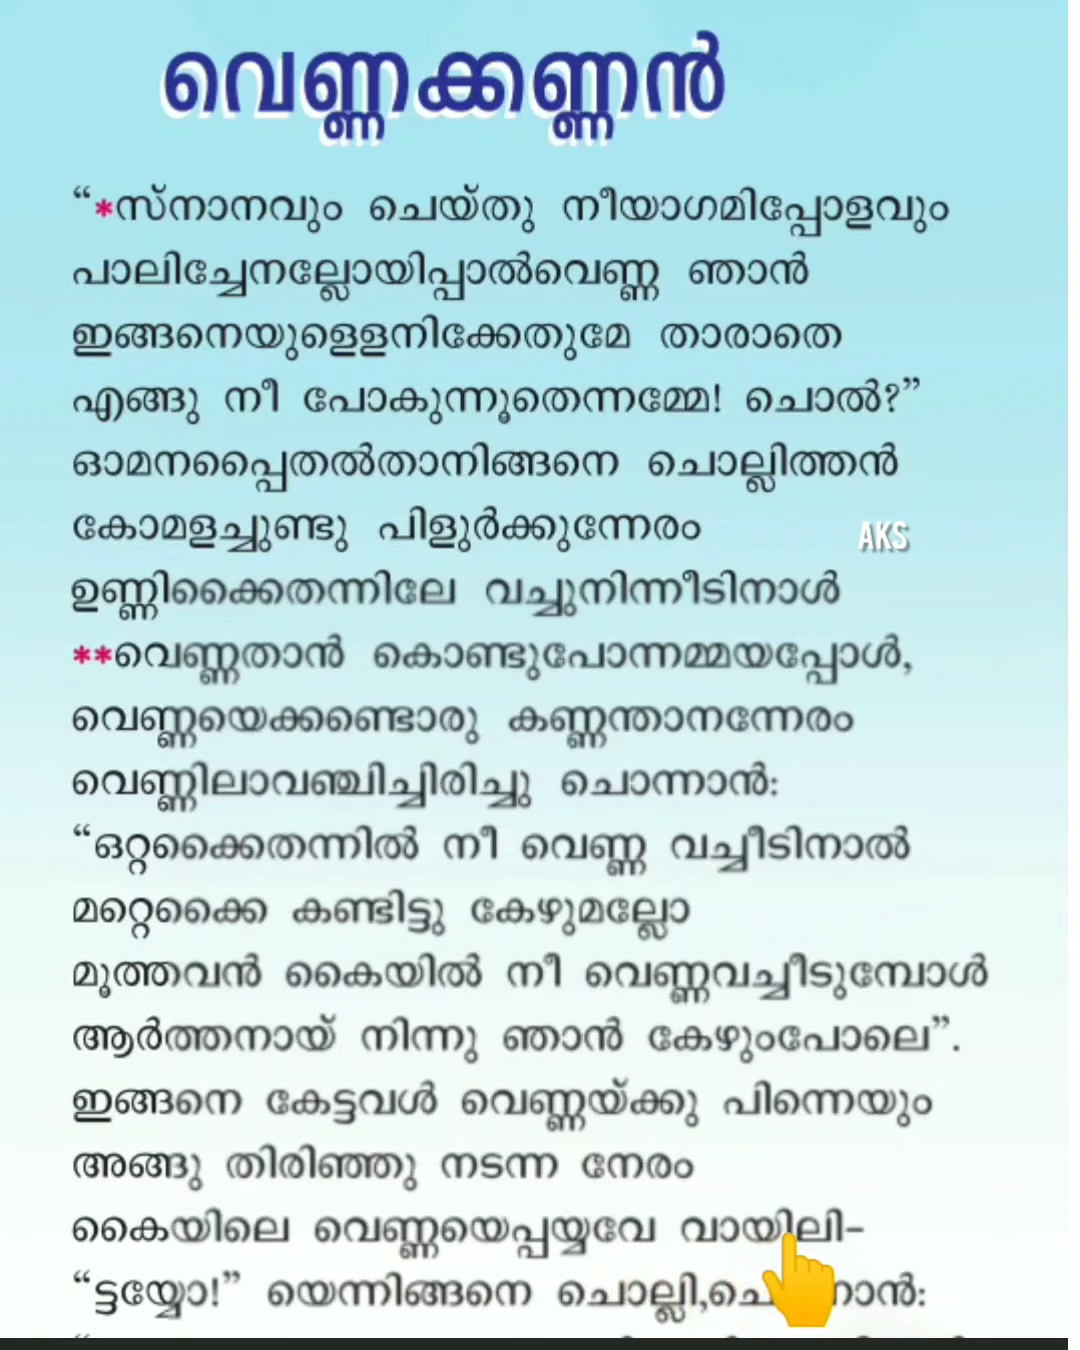 വെണ്ണക്കണ്ണൻ
“*സ്നാനവും ചെയ്തു നീയാഗമിപ്പോളവും
പാലിച്ചേനല്ലോയിപ്പാൽവെണ്ണ ഞാൻ
ഇങ്ങനെയുള്ളെനിക്കേതുമേ താരാതെ
എങ്ങു നീ പോകുന്നൂതെന്നമ്മേ! ചൊൽ?”
ഓമനപ്പൈതൽതാനിങ്ങനെ ചൊല്ലിത്തൻ
കോമളച്ചുണ്ടു പിളുർക്കുന്നേരം
AKS
ഉണ്ണിക്കൈതന്നിലേ വച്ചുനിന്നീടിനാൾ
**വെണ്ണതാൻ കൊണ്ടുപോന്നമ്മയപ്പോൾ,
വെണ്ണയെക്കണ്ടൊരു കണ്ണന്താനന്നേരം
വെണ്ണിലാവഞ്ചിച്ചിരിച്ചു ചൊന്നാൻ:
“ഒറ്റക്കൈതന്നിൽ നീ വെണ്ണ വച്ചീടിനാൽ
മറ്റെക്കൈ കണ്ടിട്ടു കേഴുമല്ലോ
മൂത്തവൻ കൈയിൽ നീ വെണ്ണവച്ചീടുമ്പോൾ
ആർത്തനായ് നിന്നു ഞാൻ കേഴുംപോലെ”.
ഇങ്ങനെ കേട്ടവൾ വെണ്ണയ്ക്കു പിന്നെയും
അങ്ങു തിരിഞ്ഞു നടന്ന നേരം
കൈയിലെ വെണ്ണയെപ്പയ്യവേ വായിലി–
“ട്ടയ്യോ!” യെന്നിങ്ങനെ ചൊല്ലി,